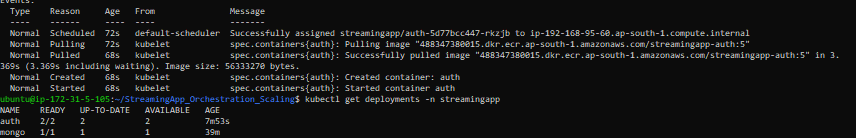 Events:
Type Reason Age From Message
---- ------ ---- ---- -------
Normal Scheduled 72s default-scheduler Successfully assigned streamingapp/auth-5d77bcc447-rkzjb to ip-192-168-95-60.ap-south-1.compute.internal
Normal Pulling 72s kubelet spec.containers{auth}: Pulling image "488347380015.dkr.ecr.ap-south-1.amazonaws.com/streamingapp-auth:5"
Normal Pulled 68s kubelet spec.containers{auth}: Successfully pulled image "488347380015.dkr.ecr.ap-south-1.amazonaws.com/streamingapp-auth:5" in 3.
369s (3.369s including waiting). Image size: 56333270 bytes.
Normal Created 68s kubelet spec.containers{auth}: Created container: auth
Normal Started 68s kubelet spec.containers{auth}: Started container auth
ubuntu@ip-172-31-5-105:~/StreamingApp_Orchestration_Scaling$ kubectl get deployments -n streamingapp
NAME READY UP-TO-DATE AVAILABLE AGE
auth 2/2 2 2 7m53s
mongo 1/1 1 1 39m